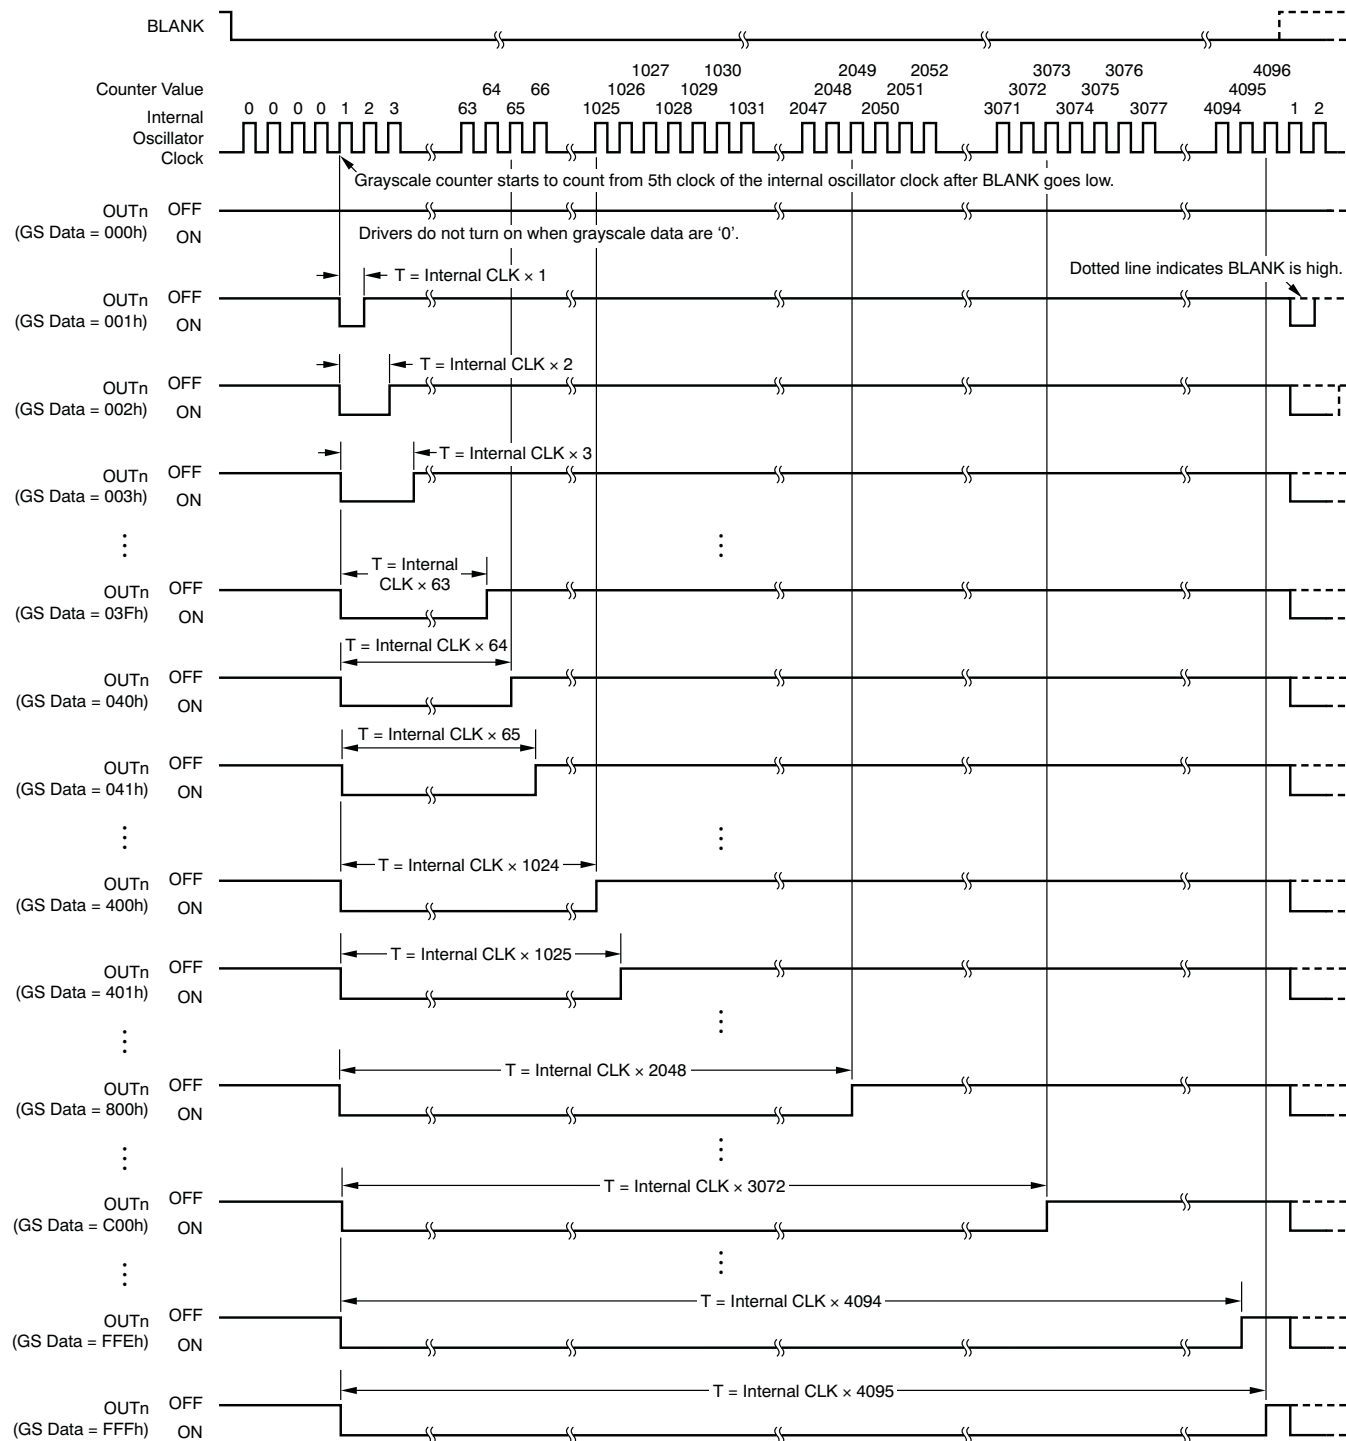 BLANK
1027 1030 2049 2052 3073 3076 4096
Counter Value 64 66 1026 1029 2048 2051 3072 3075 4095
Internal 0 0 0 0 1 2 3 63 65 1025 1028 1031 2047 2050 3071 3074 3077 4094 1 2
Oscillator
Clock
Grayscale counter starts to count from 5th clock of the internal oscillator clock after BLANK goes low.
OUTn OFF
(GS Data = 000h) ON
Drivers do not turn on when grayscale data are ‘0’.
T = Internal CLK × 1
Dotted line indicates BLANK is high.
OUTn OFF
(GS Data = 001h) ON
T = Internal CLK × 2
OUTn OFF
(GS Data = 002h) ON
T = Internal CLK × 3
OUTn OFF
(GS Data = 003h) ON
T = Internal
CLK × 63
OUTn OFF
(GS Data = 03Fh) ON
T = Internal CLK × 64
OUTn OFF
(GS Data = 040h) ON
T = Internal CLK × 65
OUTn OFF
(GS Data = 041h) ON
T = Internal CLK × 1024
OUTn OFF
(GS Data = 400h) ON
T = Internal CLK × 1025
OUTn OFF
(GS Data = 401h) ON
T = Internal CLK × 2048
OUTn OFF
(GS Data = 800h) ON
T = Internal CLK × 3072
OUTn OFF
(GS Data = C00h) ON
T = Internal CLK × 4094
OUTn OFF
(GS Data = FFEh) ON
T = Internal CLK × 4095
OUTn OFF
(GS Data = FFFh) ON